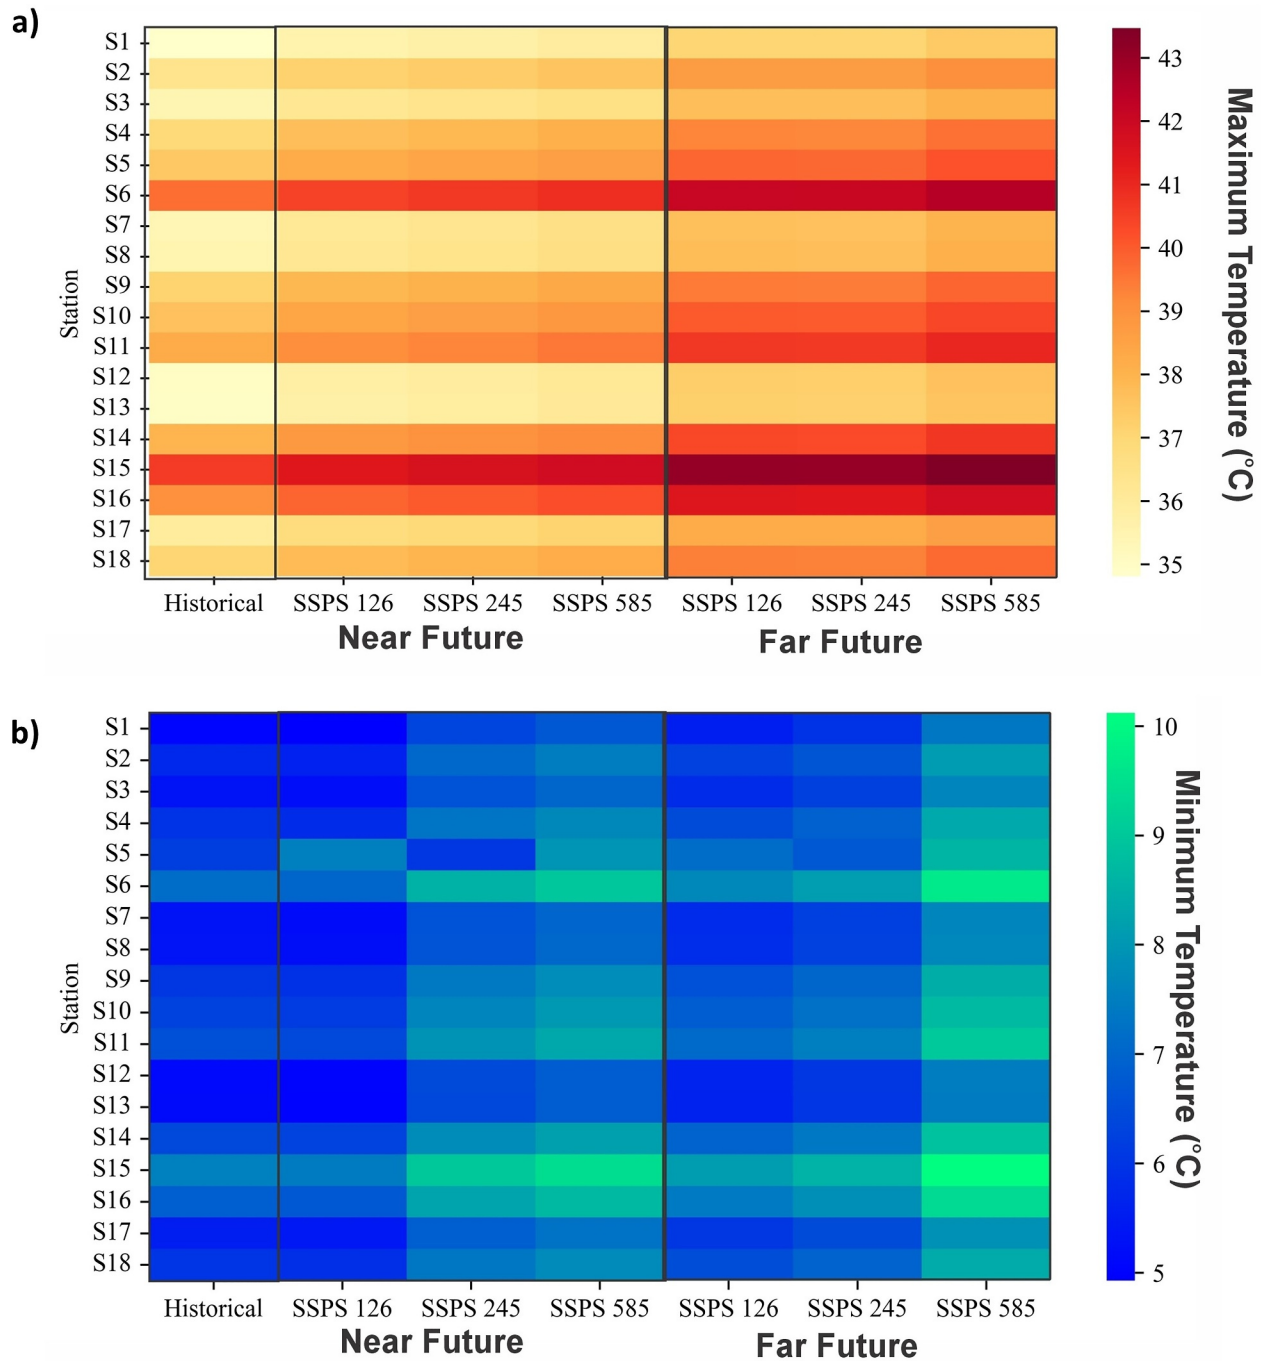 a)
S1
S2
S3
S4
S5
S6
S7
S8
S9
S10
S11
S12
S13
S14
S15
S16
S17
S18
Station
Historical SSPS 126 SSPS 245 SSPS 585 SSPS 126 SSPS 245 SSPS 585
Near Future Far Future
43
42
41
40
39
38
37
36
35
Maximum Temperature (°C)
b)
S1
S2
S3
S4
S5
S6
S7
S8
S9
S10
S11
S12
S13
S14
S15
S16
S17
S18
Station
Historical SSPS 126 SSPS 245 SSPS 585 SSPS 126 SSPS 245 SSPS 585
Near Future Far Future
10
9
8
7
6
5
Minimum Temperature (°C)